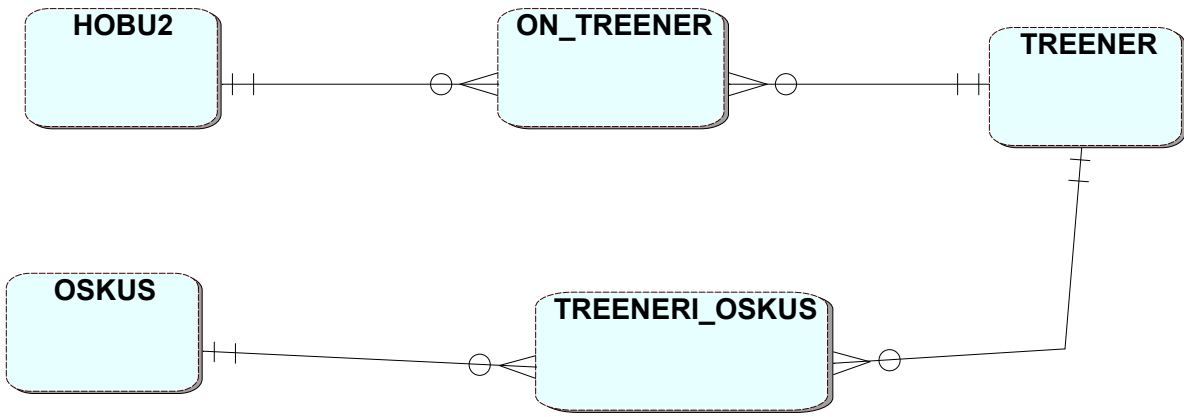 HOBU2
ON_TREENER
TREENER
OSKUS
TREENERI_OSKUS